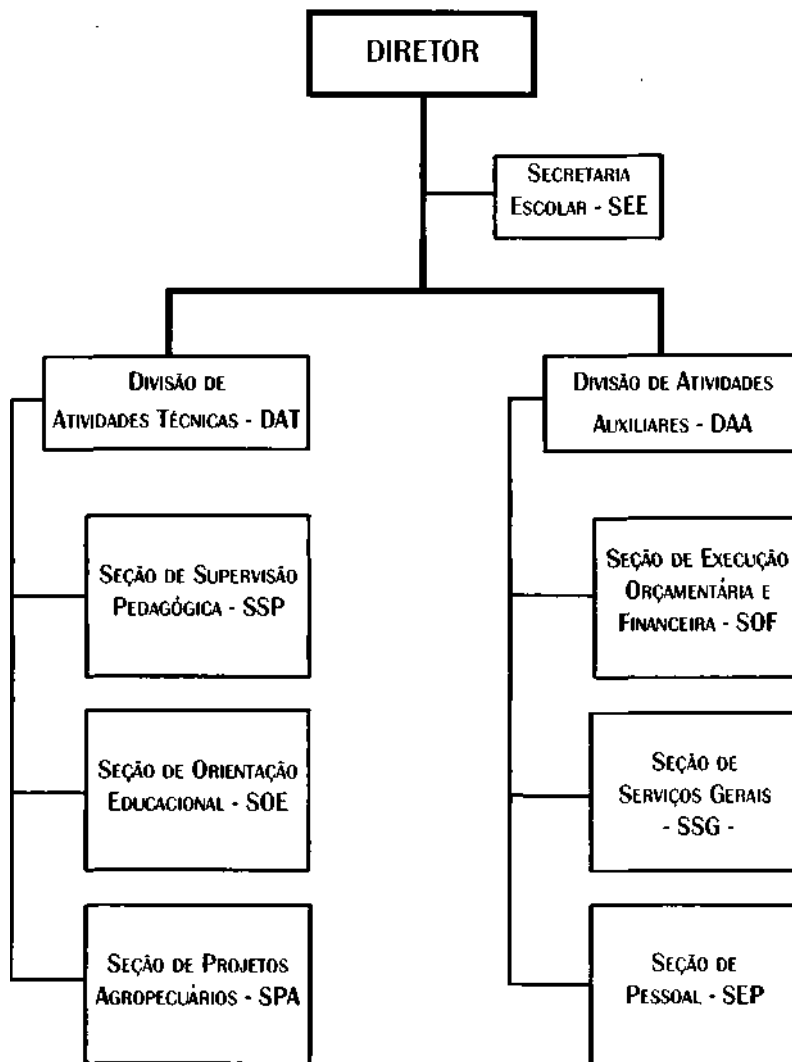 DIRETOR
SECRETARIA
ESCOLAR - SEE
DIVISÃO DE
ATIVIDADES TÉCNICAS - DAT
SEÇÃO DE SUPERVISÃO
PEDAGÓGICA - SSP
SEÇÃO DE ORIENTAÇÃO
EDUCACIONAL - SOE
SEÇÃO DE PROJETOS
AGROPECUÁRIOS - SPA
DIVISÃO DE ATIVIDADES
AUXILIARES - DAA
SEÇÃO DE EXECUÇÃO
ORÇAMENTÁRIA E
FINANCEIRA - SOF
SEÇÃO DE
SERVIÇOS GERAIS
- SSG -
SEÇÃO DE
PESSOAL - SEP